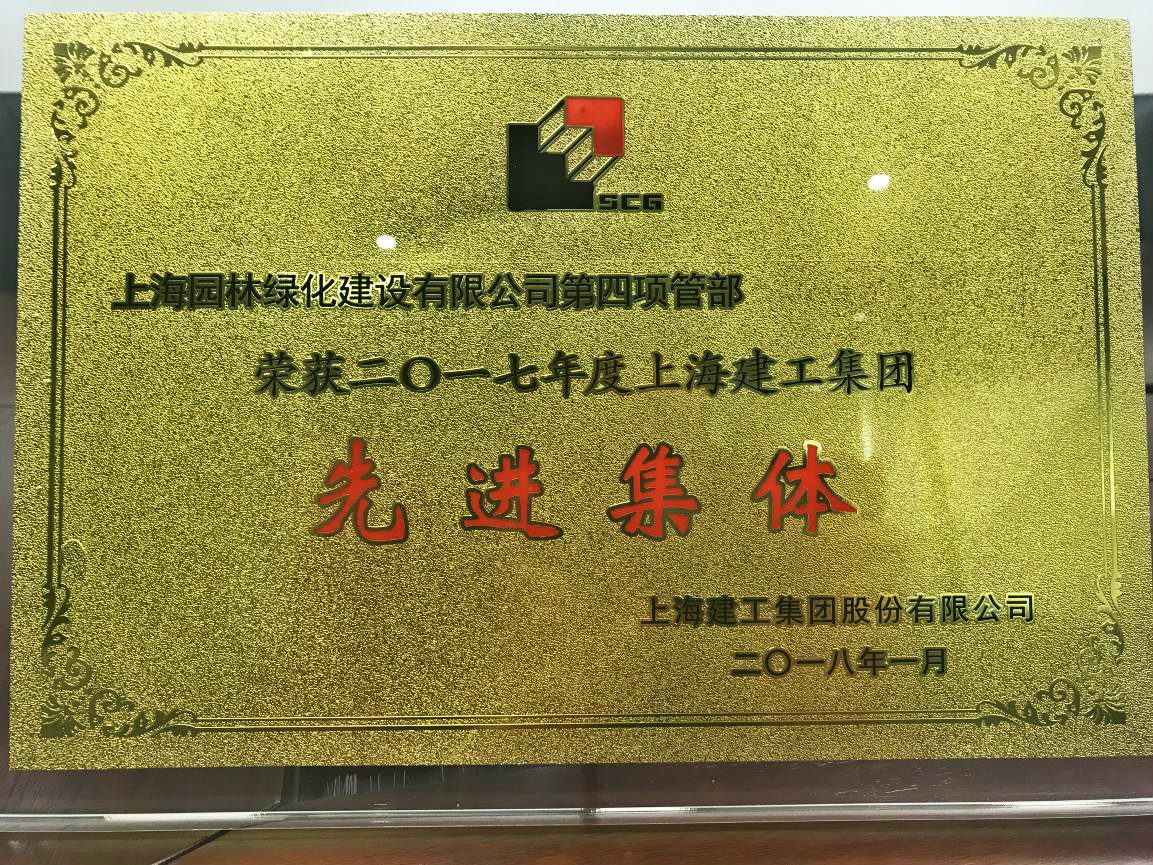 SCG
上海园林绿化建设有限公司第四项管部
荣获二〇一七年度上海建工集团
先进集体
上海建工集团股份有限公司
二〇一八年一月